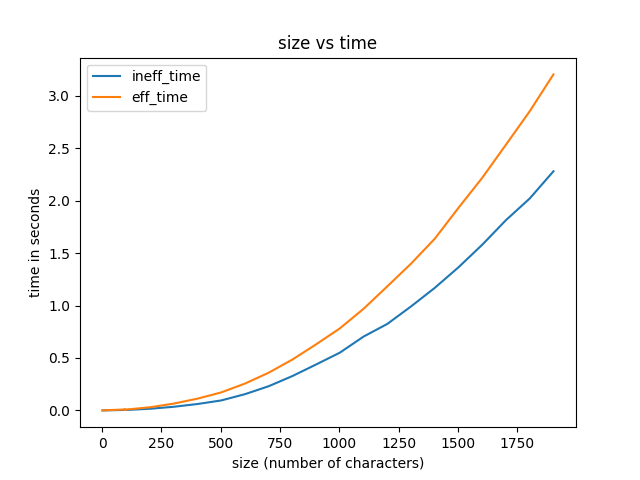 size vs time
ineff_time
eff_time
3.0
2.5
2.0
1.5
1.0
0.5
0.0
time in seconds
0 250 500 750 1000 1250 1500 1750
size (number of characters)